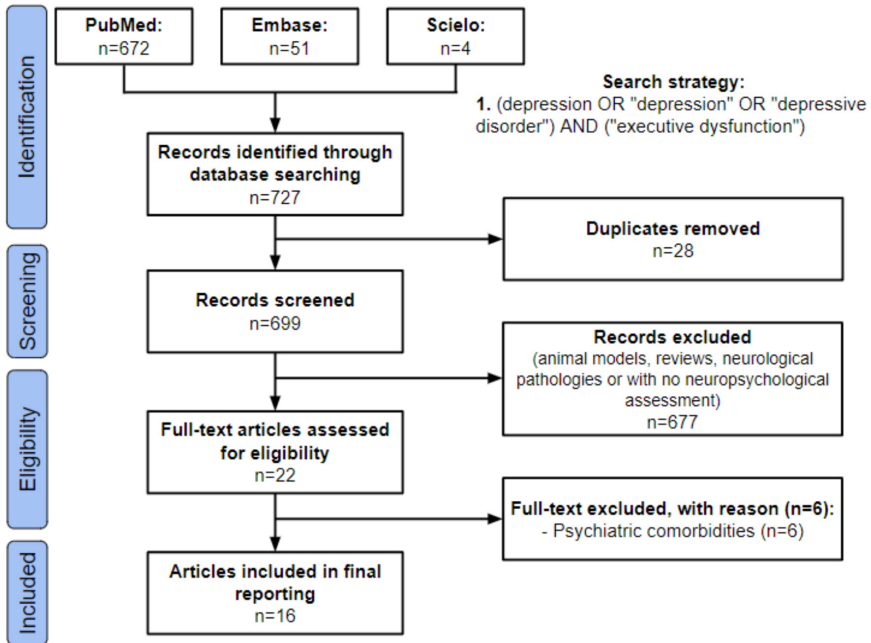 PubMed:
n=672
Embase:
n=51
Scielo:
n=4
Search strategy:
1. (depression OR "depression" OR "depressive
disorder") AND ("executive dysfunction")
Identification
Records identified through
database searching
n=727
Duplicates removed
n=28
Screening
Records screened
n=699
Records excluded
(animal models, reviews, neurological
pathologies or with no neuropsychological
assessment)
n=677
Eligibility
Full-text articles assessed
for eligibility
n=22
Full-text excluded, with reason (n=6):
- Psychiatric comorbidities (n=6)
Included
Articles included in final
reporting
n=16